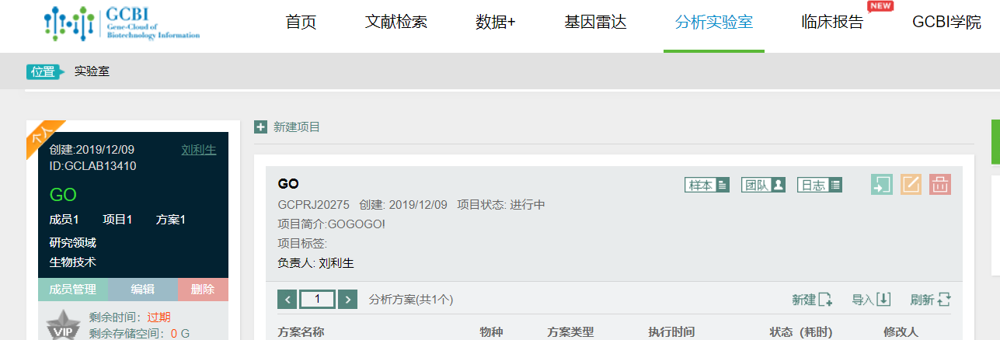 GCBI
Gene-Cloud of
Biotechnology Information
首页 文献检索 数据+ 基因雷达 分析实验室 临床报告 NEW GCBI学院
位置 实验室
个人
创建:2019/12/09 刘利生
ID:GCLAB13410
GO
成员1 项目1 方案1
研究领域
生物技术
成员管理 编辑 删除
VIP
剩余时间: 过期
剩余存储空间: 0 G
新建项目
GO 样本 团队 日志
GCPRJ20275 创建: 2019/12/09 项目状态: 进行中
项目简介:GOGOGO!
项目标签:
负责人: 刘利生
< 1 > 分析方案(共1个) 新建 导入 刷新
方案名称 物种 方案类型 执行时间 状态（耗时） 修改人